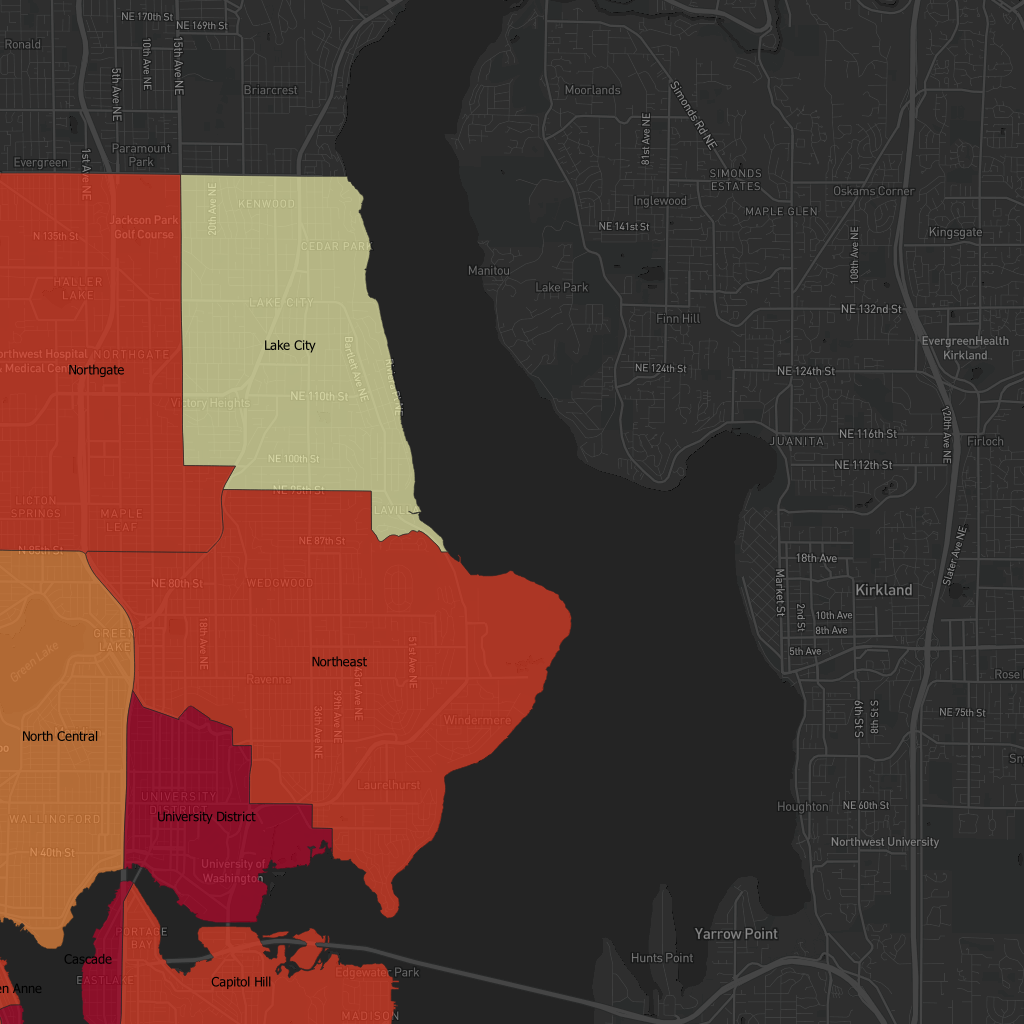 NE 170th St
NE 169th St
Ronald
10th Ave NE
15th Ave NE
5th Ave NE
Briarcrest
Moorlands
Simonds Rd NE
81st Ave NE
Paramount
Park
Evergreen
1st Ave NE
SIMONDS
ESTATES
Oskams Corner
20th Ave NE
KENWOOD
Inglewood
MAPLE GLEN
Jackson Park
Golf Course
N 135th St
NE 141st St
Kingsgate
CEDAR PARK
108th Ave NE
Manitou
HALLER
LAKE
Lake Park
LAKE CITY
NE 132nd St
Finn Hill
Lake City
EvergreenHealth
Kirkland
Northwest Hospital
& Medical Center
NORTHGATE
Northgate
Bartlett Ave NE
NE 124th St
NE 124th St
NE 110th St
Victory Heights
120th Ave NE
NE 116th St
JUANITA
Firloch
NE 100th St
NE 112th St
NE 95th St
LICTON
SPRINGS
MAPLE
LEAF
LAVILL
NE 87th St
N 85th St
Slater Ave NE
18th Ave
NE 80th St
WEDGWOOD
Market St
Kirkland
2nd St
10th Ave
8th Ave
GREEN
LAKE
18th Ave NE
5th Ave
51st Ave NE
Green Lake
Northeast
Ravenna
43rd Ave NE
39th Ave NE
36th Ave NE
Rose
6th St S
8th St S
NE 75th St
Windermere
North Central
Laurelhurst
UNIVERSITY
DISTRICT
University District
WALLINGFORD
Houghton
NE 60th St
Northwest University
N 40th St
University of
Washington
PORTAGE
BAY
Yarrow Point
Cascade
Hunts Point
EASTLAKE
Capitol Hill
Edgewater Park
en Anne
MADISON